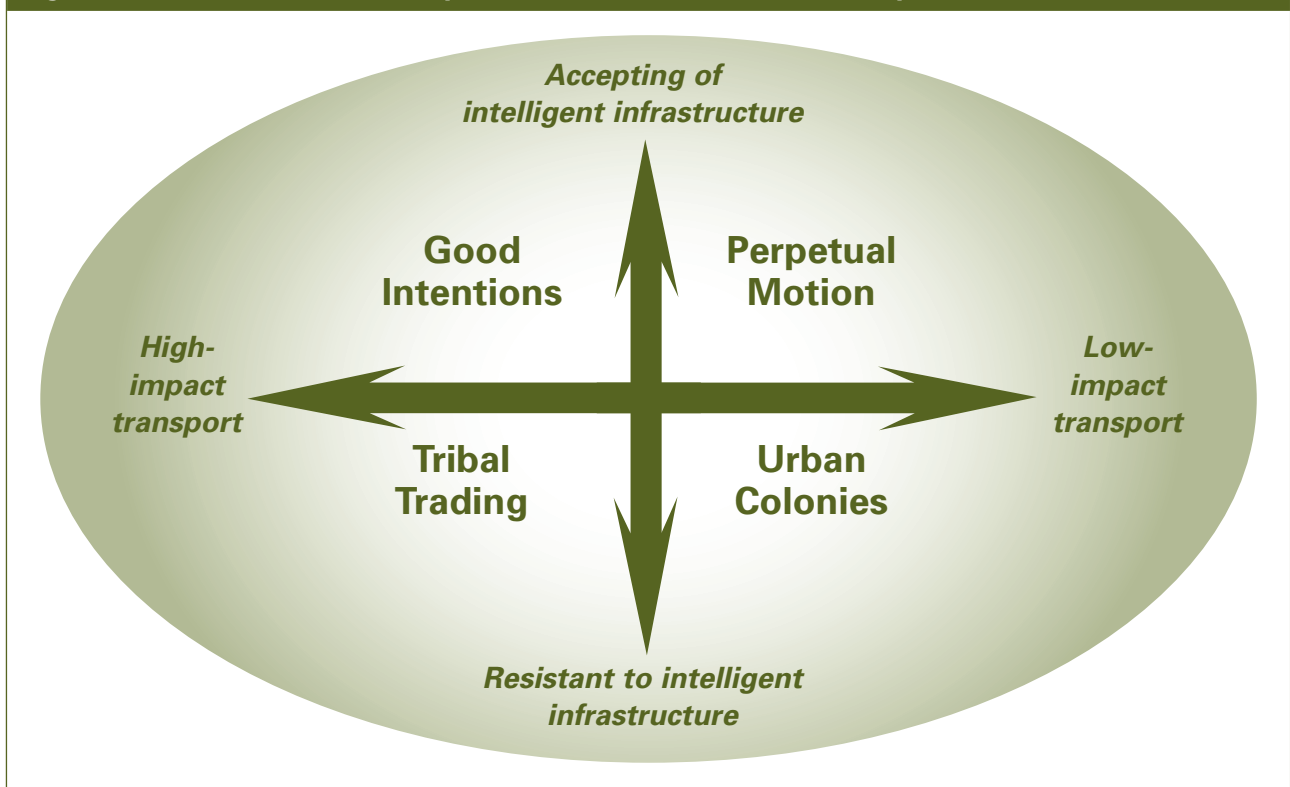 Accepting of
intelligent infrastructure
Good
Intentions
Perpetual
Motion
High-
impact
transport
Low-
impact
transport
Tribal
Trading
Urban
Colonies
Resistant to intelligent
infrastructure